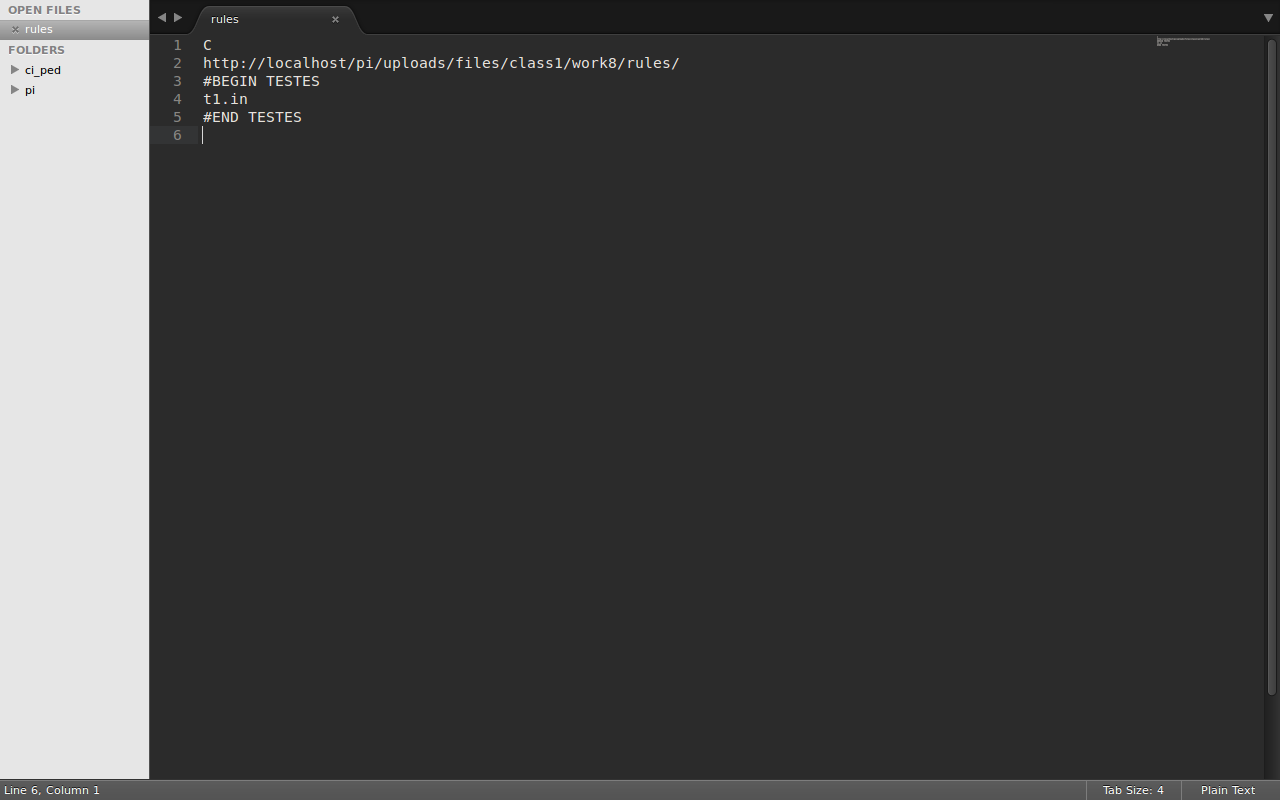 OPEN FILES
rules
FOLDERS
ci_ped
pi
rules
1 C
2 http://localhost/pi/uploads/files/class1/work8/rules/
3 #BEGIN TESTES
4 t1.in
5 #END TESTES
6
Line 6, Column 1
Tab Size: 4
Plain Text